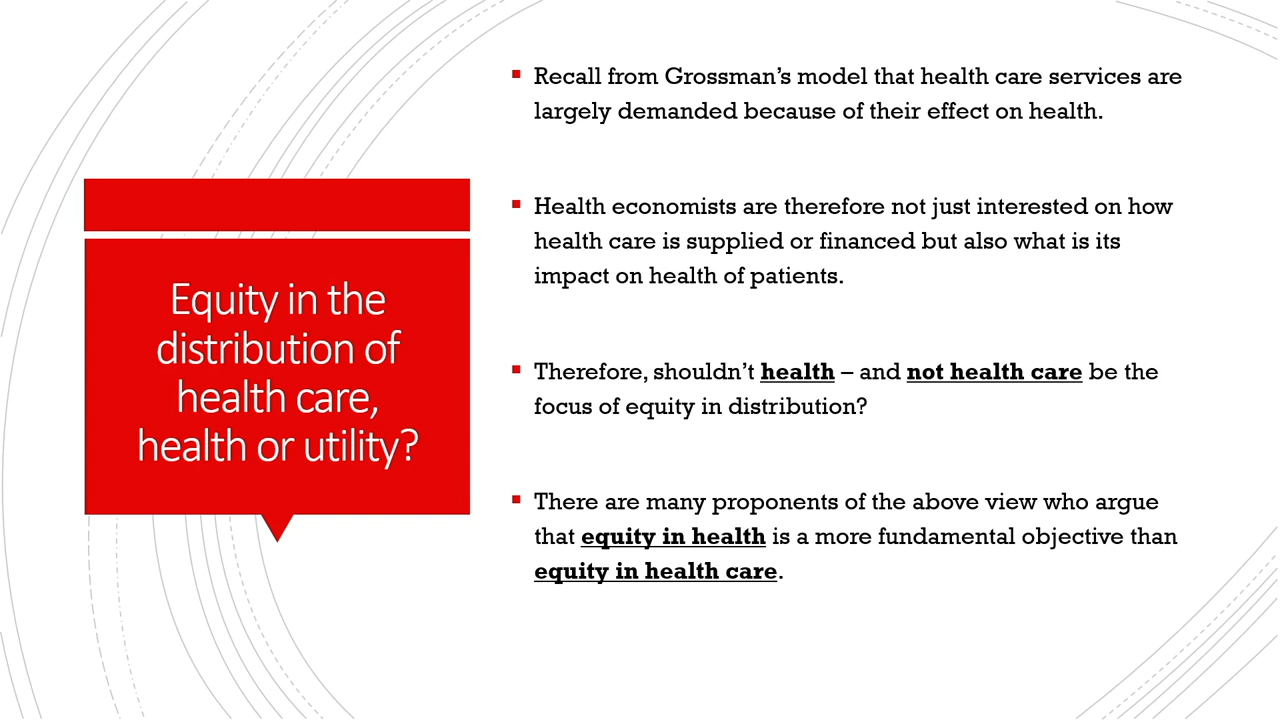 Equity in the
distribution of
health care,
health or utility?
▪ Recall from Grossman’s model that health care services are
largely demanded because of their effect on health.
▪ Health economists are therefore not just interested on how
health care is supplied or financed but also what is its
impact on health of patients.
▪ Therefore, shouldn’t health – and not health care be the
focus of equity in distribution?
▪ There are many proponents of the above view who argue
that equity in health is a more fundamental objective than
equity in health care.